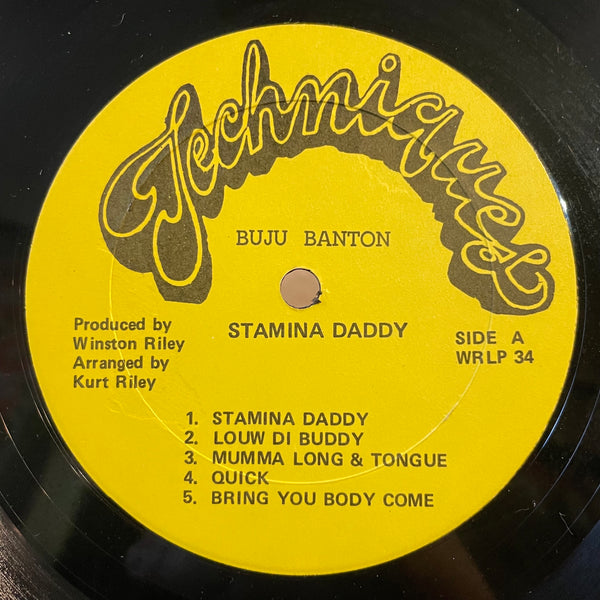 Techniques
BUJU BANTON
STAMINA DADDY
Produced by
Winston Riley
Arranged by
Kurt Riley
SIDE A
WRLP 34
1. STAMINA DADDY
2. LOUW DI BUDDY
3. MUMMA LONG & TONGUE
4. QUICK
5. BRING YOU BODY COME